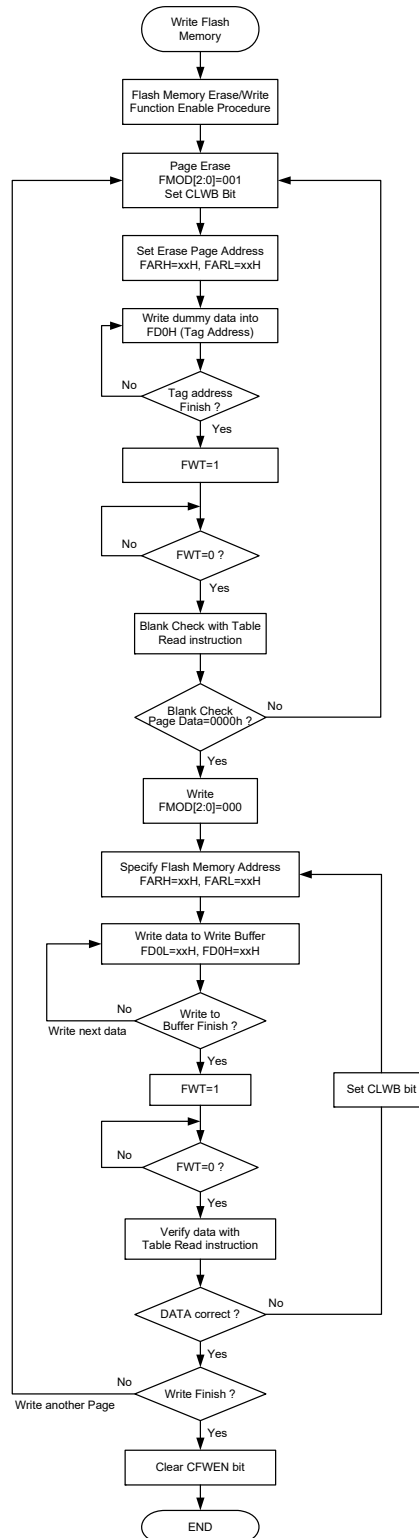 Write Flash
Memory
Flash Memory Erase/Write
Function Enable Procedure
Page Erase
FMOD[2:0]=001
Set CLWB Bit
Set Erase Page Address
FARH=xxH, FARL=xxH
Write dummy data into
FD0H (Tag Address)
No
Tag address
Finish ?
Yes
FWT=1
No
FWT=0 ?
Yes
Blank Check with Table
Read instruction
No
Blank Check
Page Data=0000h ?
Yes
Write
FMOD[2:0]=000
Specify Flash Memory Address
FARH=xxH, FARL=xxH
Write data to Write Buffer
FD0L=xxH, FD0H=xxH
No
Write to
Buffer Finish ?
Write next data
Yes
FWT=1
Set CLWB bit
No
FWT=0 ?
Yes
Verify data with
Table Read instruction
No
DATA correct ?
Yes
No
Write Finish ?
Write another Page
Yes
Clear CFWEN bit
END